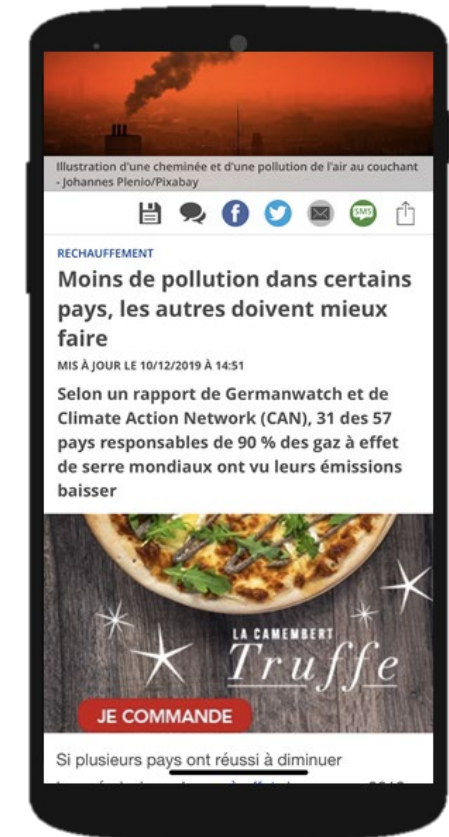 Illustration d'une cheminée et d'une pollution de l'air au couchant
- Johannes Plenio/Pixabay
SMS
RECHAUFFEMENT
Moins de pollution dans certains
pays, les autres doivent mieux
faire
MIS À JOUR LE 10/12/2019 À 14:51
Selon un rapport de Germanwatch et de
Climate Action Network (CAN), 31 des 57
pays responsables de 90 % des gaz à effet
de serre mondiaux ont vu leurs émissions
baisser
LA CAMEMBERT
Truffe
JE COMMANDE
Si plusieurs pays ont réussi à diminuer